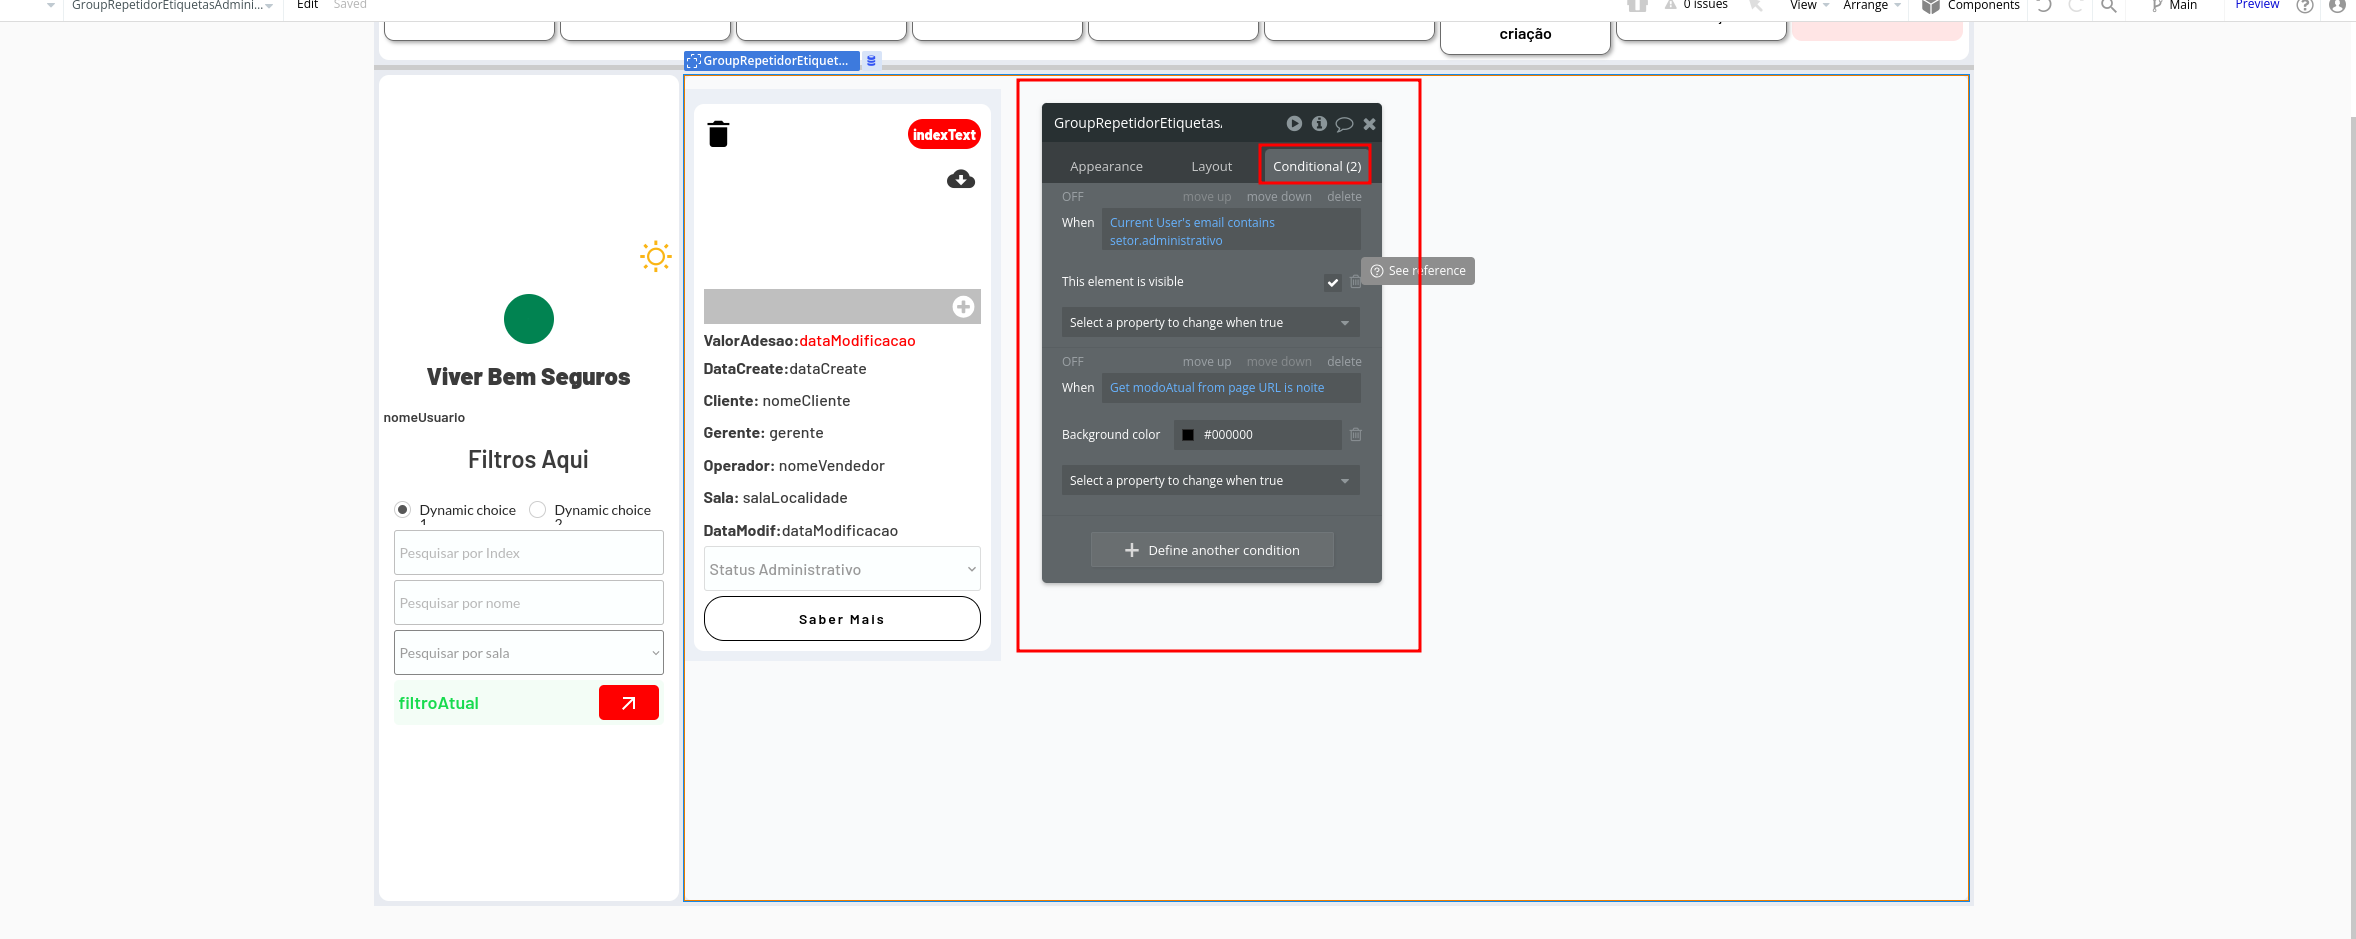 GroupRepetidorEtiquetasAdmini...
Edit
Saved
0 issues
View
Arrange
Components
Main
Preview
criação
GroupRepetidorEtiquet...
indexText
GroupRepetidorEtiquetas.
Appearance
Layout
Conditional (2)
OFF
move up
move down
delete
When
Current User's email contains
setor.administrativo
See reference
This element is visible
Select a property to change when true
OFF
move up
move down
delete
When
Get modoAtual from page URL is noite
Background color
#000000
Select a property to change when true
Define another condition
ValorAdesao:dataModificacao
DataCreate:dataCreate
Cliente: nomeCliente
Gerente: gerente
Operador: nomeVendedor
Sala: salaLocalidade
DataModif:dataModificacao
Status Administrativo
Saber Mais
Viver Bem Seguros
nomeUsuario
Filtros Aqui
Dynamic choice
1
Dynamic choice
2
Pesquisar por Index
Pesquisar por nome
Pesquisar por sala
filtroAtual